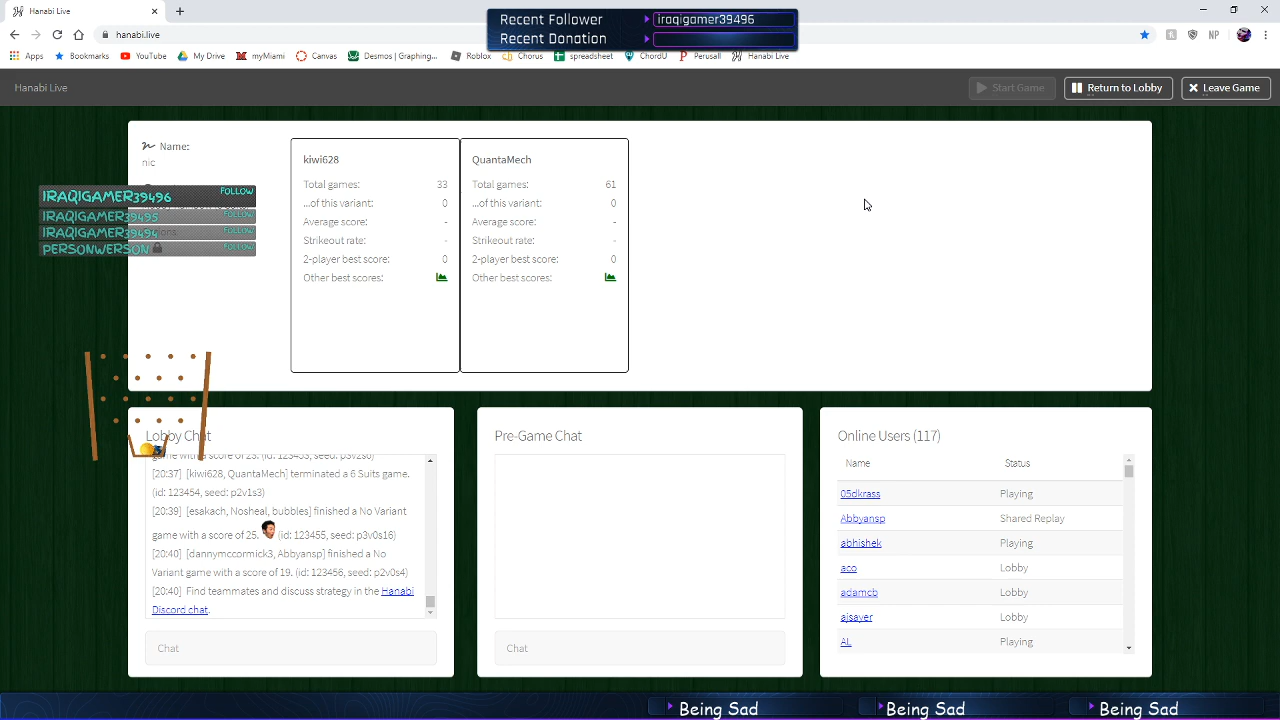 Hanabi Live
Recent Follower iraqigamer39496
Recent Donation
hanabi.live
NP
Apps Bookmarks YouTube My Drive myMiami Canvas Desmos | Graphing... Roblox Chorus spreadsheet ChordU Perusall Hanabi Live
Hanabi Live Start Game Return to Lobby Leave Game
Name:
nic
IRAQIGAMER39496 FOLLOW
IRAQIGAMER39495 FOLLOW
IRAQIGAMER39494 FOLLOW
PERSONWERSON FOLLOW
kiwi628
Total games: 33
...of this variant: 0
Average score: -
Strikeout rate: -
2-player best score: 0
Other best scores:
QuantaMech
Total games: 61
...of this variant: 0
Average score: -
Strikeout rate: -
2-player best score: 0
Other best scores:
Lobby Chat
[20:37] [kiwi628, QuantaMech] terminated a 6 Suits game.
(id: 123454, seed: p2v1s3)
[20:39] [esakach, Nosheal, bubbles] finished a No Variant
game with a score of 25. (id: 123455, seed: p3v0s16)
[20:40] [dannymccormick3, Abbyansp] finished a No
Variant game with a score of 19. (id: 123456, seed: p2v0s4)
[20:40] Find teammates and discuss strategy in the Hanabi
Discord chat.
Chat
Pre-Game Chat
Chat
Online Users (117)
Name Status
05dkrass Playing
Abbyansp Shared Replay
abhishek Playing
aco Lobby
adamcb Lobby
ajsayer Lobby
AL Playing
Being Sad Being Sad Being Sad